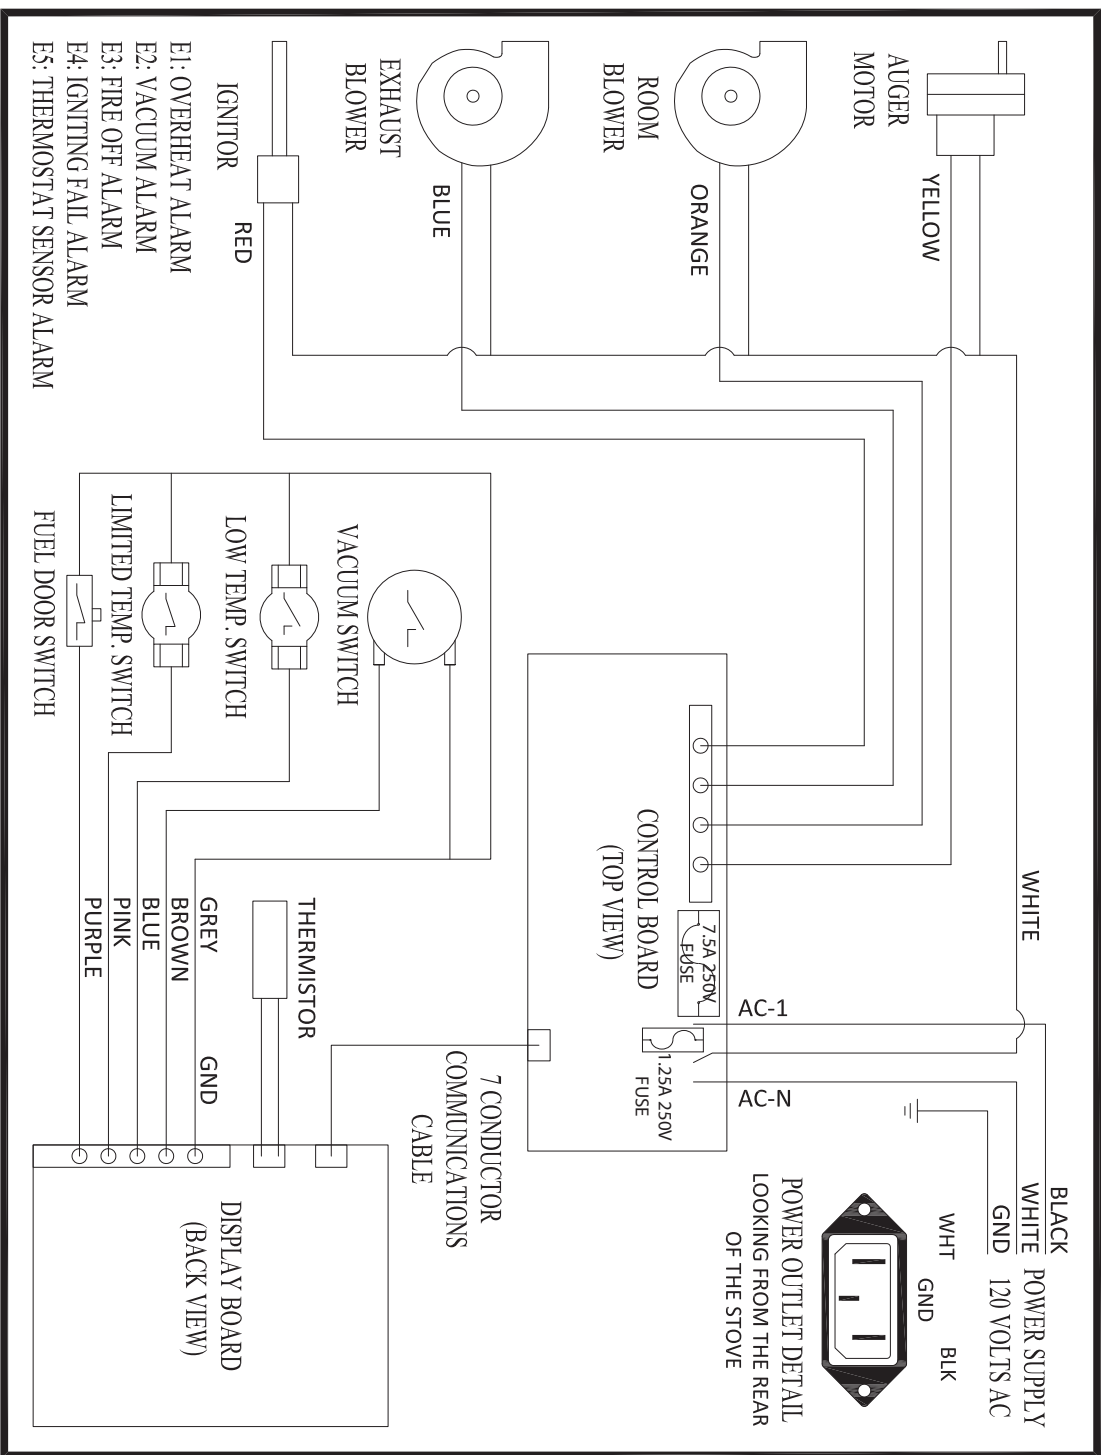 AUGER
MOTOR
YELLOW
ROOM
BLOWER
ORANGE
EXHAUST
BLOWER
BLUE
IGNITOR
RED
E1: OVERHEAT ALARM
E2: VACUUM ALARM
E3: FIRE OFF ALARM
E4: IGNITING FAIL ALARM
E5: THERMOSTAT SENSOR ALARM
WHITE
VACUUM SWITCH
LOW TEMP. SWITCH
LIMITED TEMP. SWITCH
FUEL DOOR SWITCH
CONTROL BOARD
(TOP VIEW)
7.5A 250V
FUSE
1.25A 250V
FUSE
AC-1
AC-N
THERMISTOR
GREY
BROWN
BLUE
PINK
PURPLE
GND
7 CONDUCTOR
COMMUNICATIONS
CABLE
DISPLAY BOARD
(BACK VIEW)
BLACK
WHITE
GND
POWER SUPPLY
120 VOLTS AC
WHT
GND
BLK
POWER OUTLET DETAIL
LOOKING FROM THE REAR
OF THE STOVE